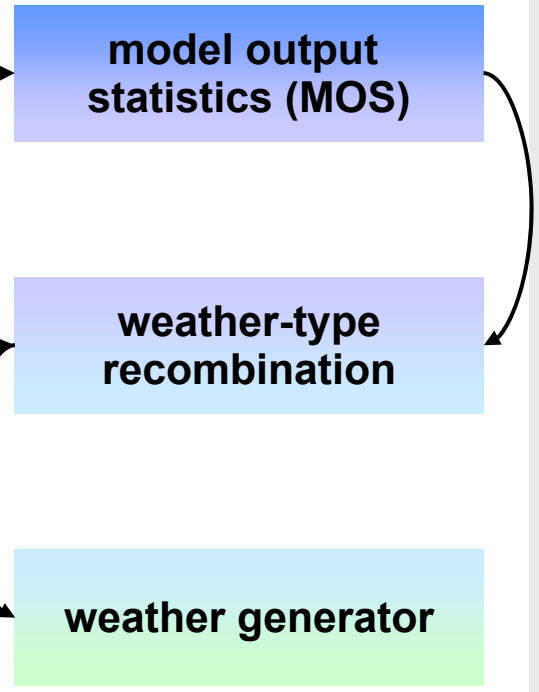 model output
statistics (MOS)
weather-type
recombination
weather generator